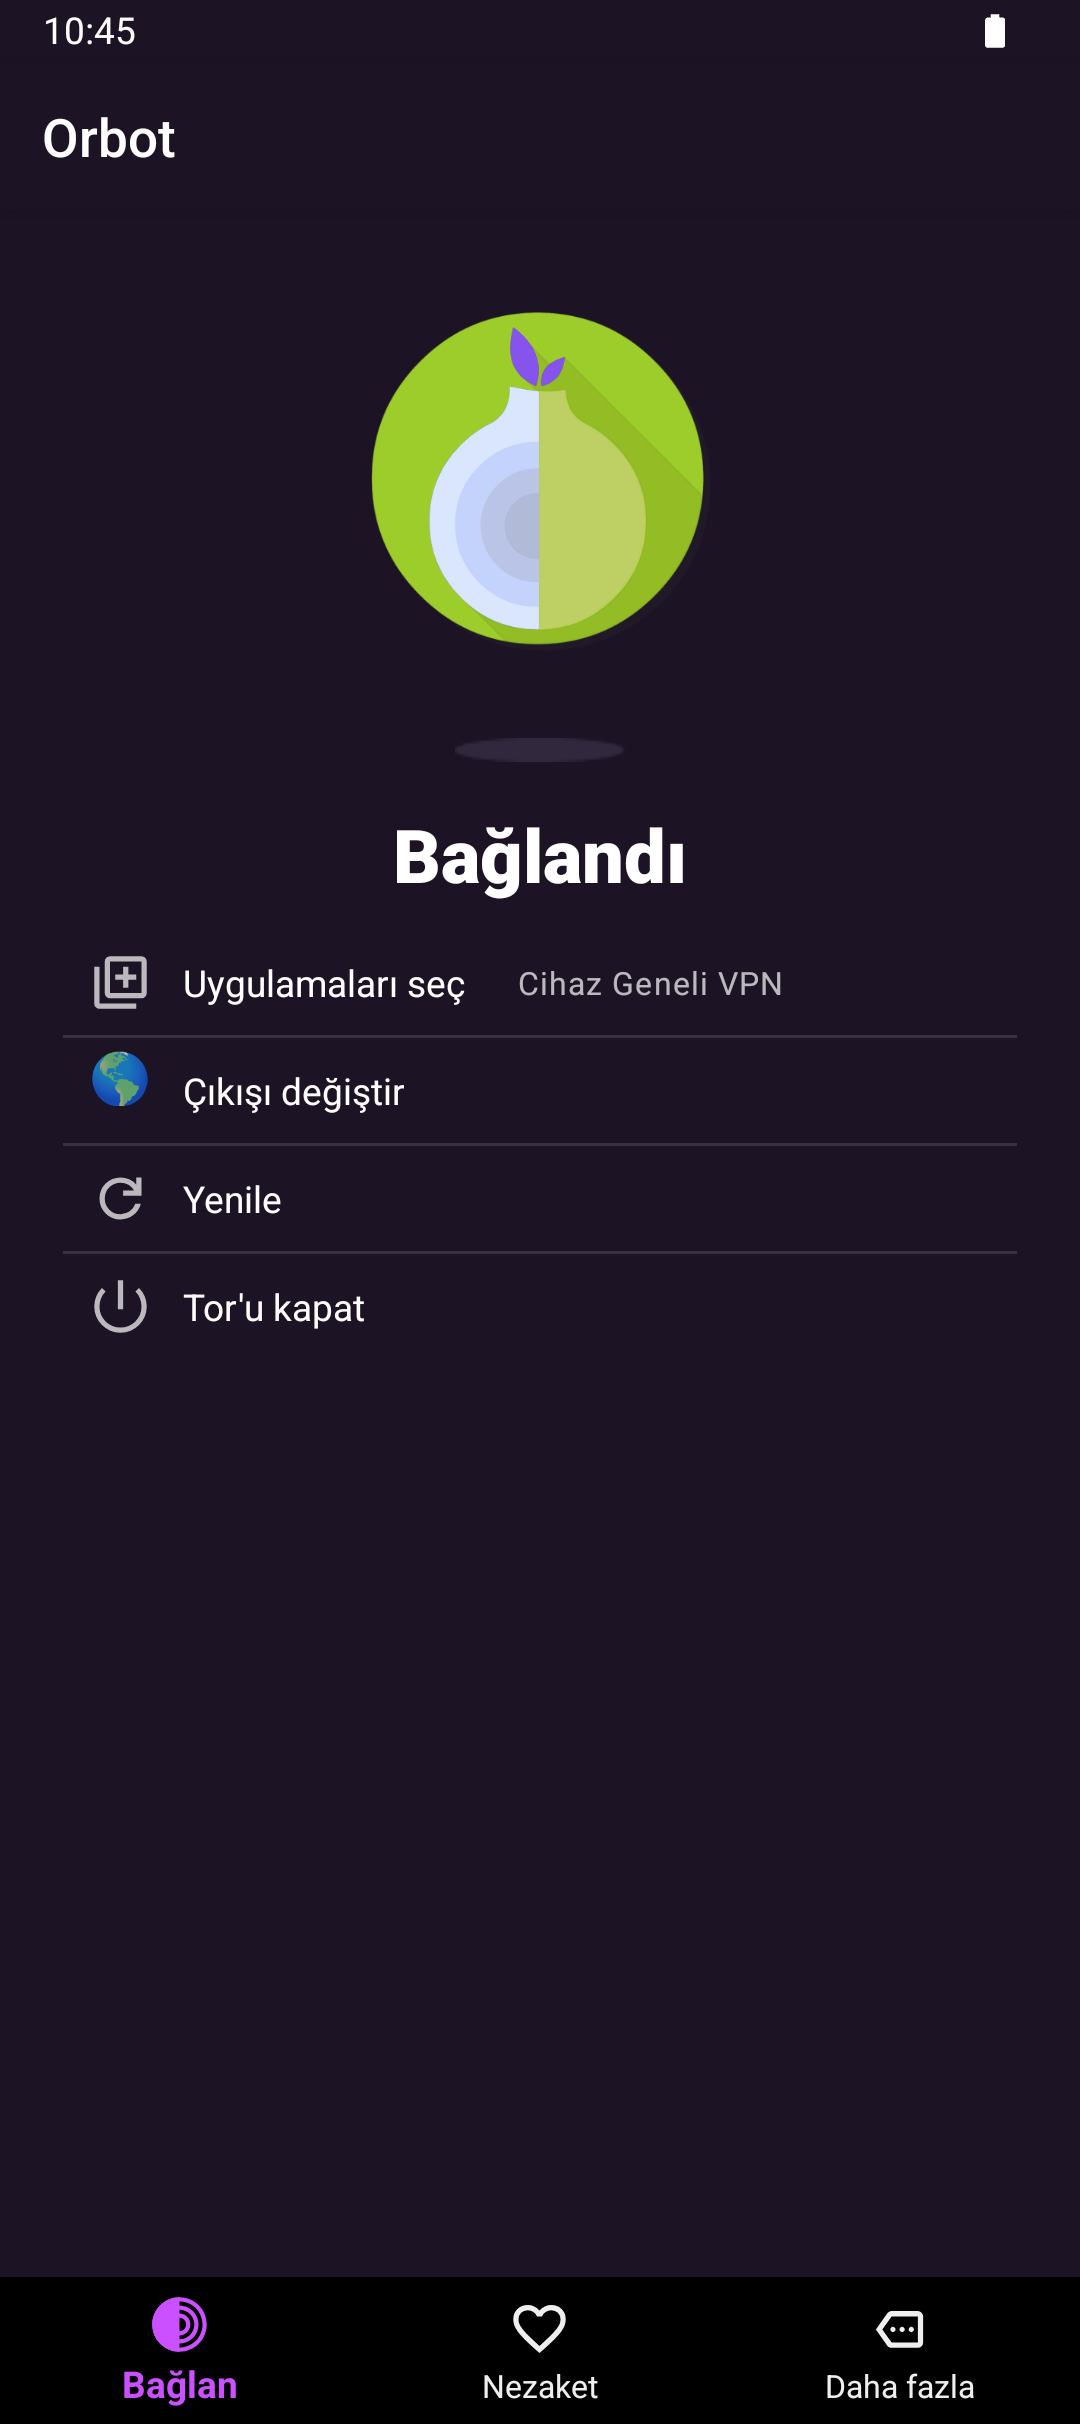 10:45
Orbot
Bağlandı
Uygulamaları seç Cihaz Geneli VPN
Çıkışı değiştir
Yenile
Tor'u kapat
Bağlan Nezaket Daha fazla